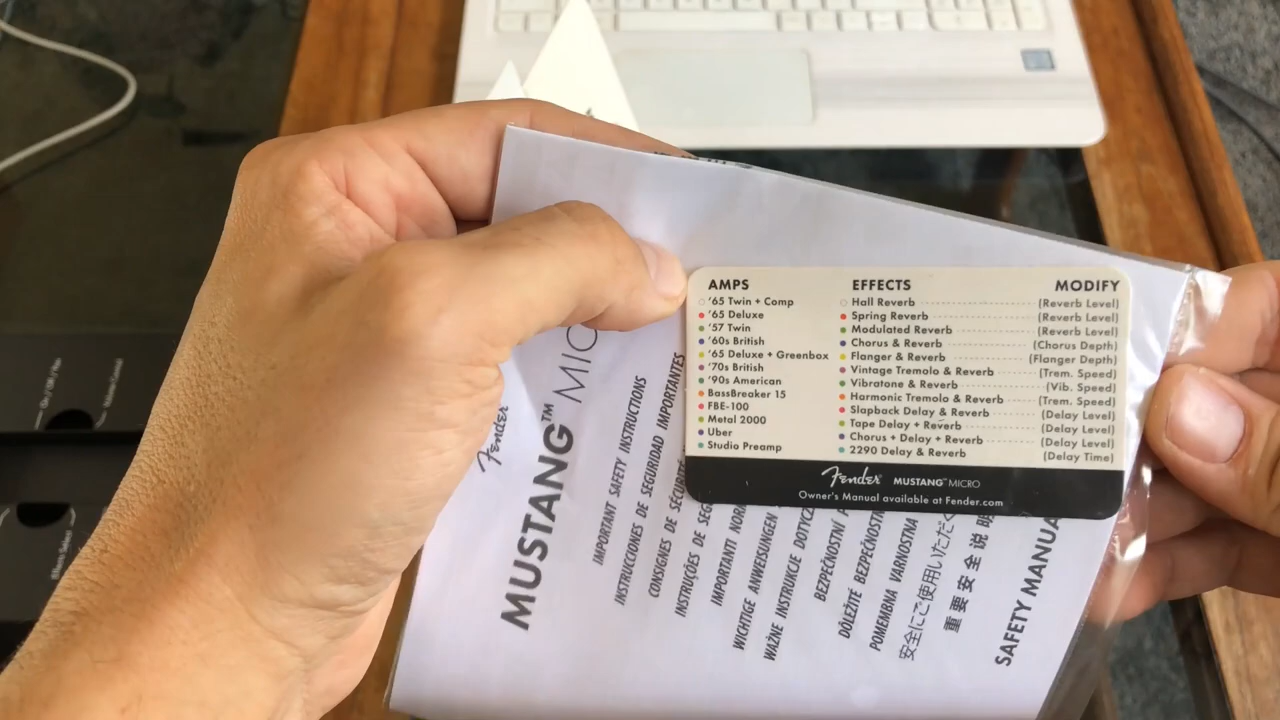 AMPS
'65 Twin + Comp
'65 Deluxe
'57 Twin
'60s British
'65 Deluxe + Greenbox
'70s British
'90s American
BassBreaker 15
FBE-100
Metal 2000
Uber
Studio Preamp
EFFECTS MODIFY
Hall Reverb (Reverb Level)
Spring Reverb (Reverb Level)
Modulated Reverb (Reverb Level)
Chorus & Reverb (Chorus Depth)
Flanger & Reverb (Flanger Depth)
Vintage Tremolo & Reverb (Trem. Speed)
Vibratone & Reverb (Vib. Speed)
Harmonic Tremolo & Reverb (Trem. Speed)
Slapback Delay & Reverb (Delay Level)
Tape Delay + Reverb (Delay Level)
Chorus + Delay + Reverb (Delay Level)
2290 Delay & Reverb (Delay Time)
Fender MUSTANG™ MICRO
Owner's Manual available at Fender.com
Fender
MUSTANG™ MIC
IMPORTANT SAFETY INSTRUCTIONS
INSTRUCCIONES DE SEGURIDAD IMPORTANTES
CONSIGNES DE SÉCURIT
INSTRUÇÕES DE SEG
IMPORTANTI NOR
WICHTIGE ANWEISUNGEN
WAŻNE INSTRUKCJE DOTYCZ
BEZPEČNOSTNÍ
DÔLEŽITÉ BEZPEČNOSTN
POMEMBNA VARNOSTNA
安全にご使用いただく
重要安全说明
SAFETY MANUA